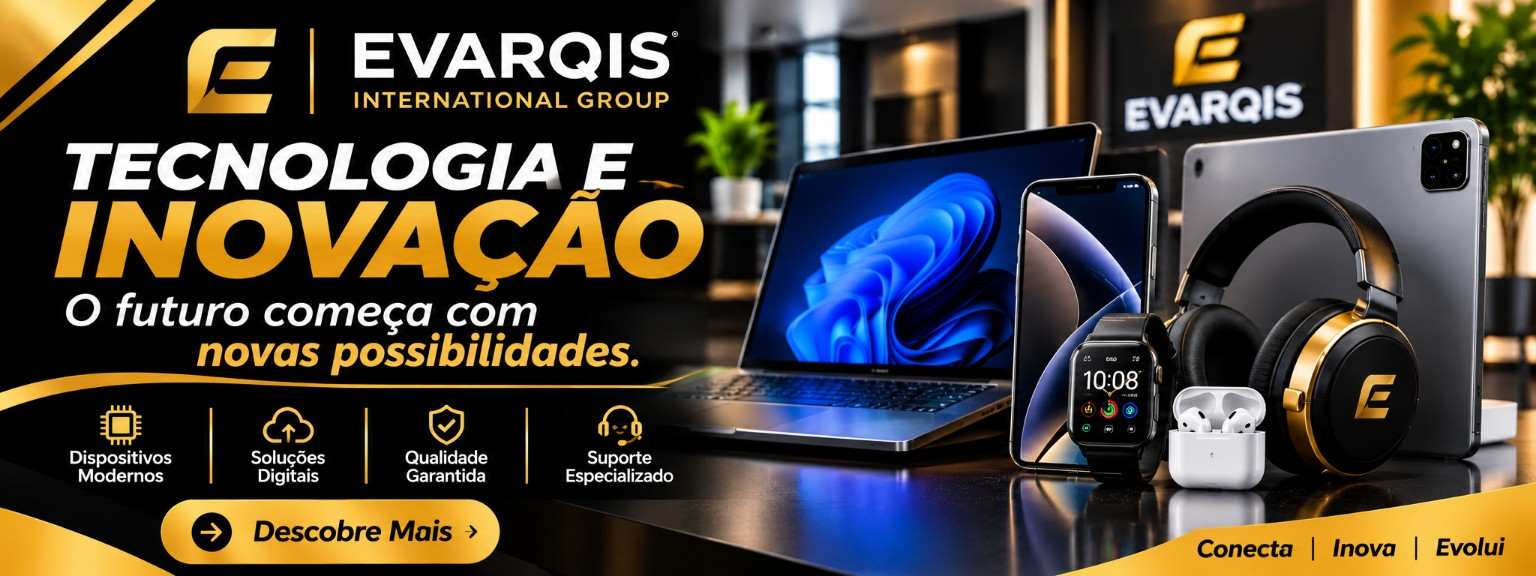 EVARQIS
INTERNATIONAL GROUP
TECNOLOGIA E
INOVAÇÃO
O futuro começa com
novas possibilidades.
Dispositivos
Modernos
Soluções
Digitais
Qualidade
Garantida
Suporte
Especializado
Descobre Mais
EVARQIS
10:08
Conecta | Inova | Evolui